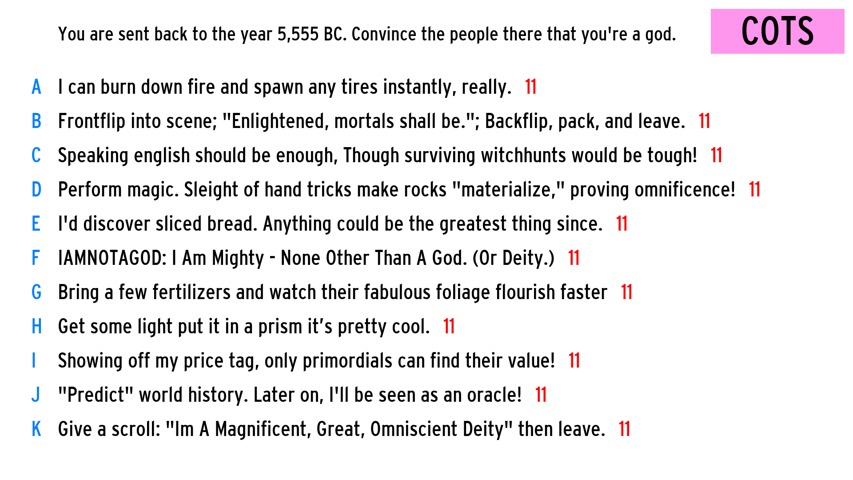 You are sent back to the year 5,555 BC. Convince the people there that you're a god.
COTS
A I can burn down fire and spawn any tires instantly, really. 11
B Frontflip into scene; "Enlightened, mortals shall be."; Backflip, pack, and leave. 11
C Speaking english should be enough, Though surviving witchhunts would be tough! 11
D Perform magic. Sleight of hand tricks make rocks "materialize," proving omnificence! 11
E I'd discover sliced bread. Anything could be the greatest thing since. 11
F IAMNOTAGOD: I Am Mighty - None Other Than A God. (Or Deity.) 11
G Bring a few fertilizers and watch their fabulous foliage flourish faster 11
H Get some light put it in a prism it's pretty cool. 11
I Showing off my price tag, only primordials can find their value! 11
J "Predict" world history. Later on, I'll be seen as an oracle! 11
K Give a scroll: "Im A Magnificent, Great, Omniscient Deity" then leave. 11